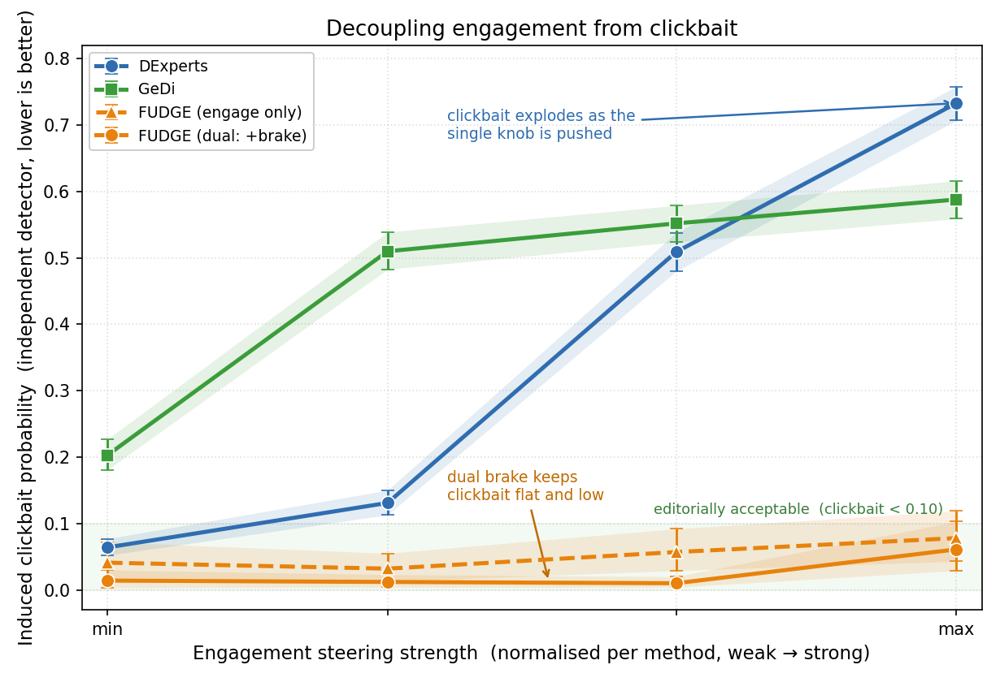 Decoupling engagement from clickbait
Induced clickbait probability  (independent detector, lower is better)
0.8
0.7
0.6
0.5
0.4
0.3
0.2
0.1
0.0
DExperts
GeDi
FUDGE (engage only)
FUDGE (dual: +brake)
clickbait explodes as the
single knob is pushed
dual brake keeps
clickbait flat and low
editorially acceptable  (clickbait < 0.10)
min
max
Engagement steering strength  (normalised per method, weak → strong)